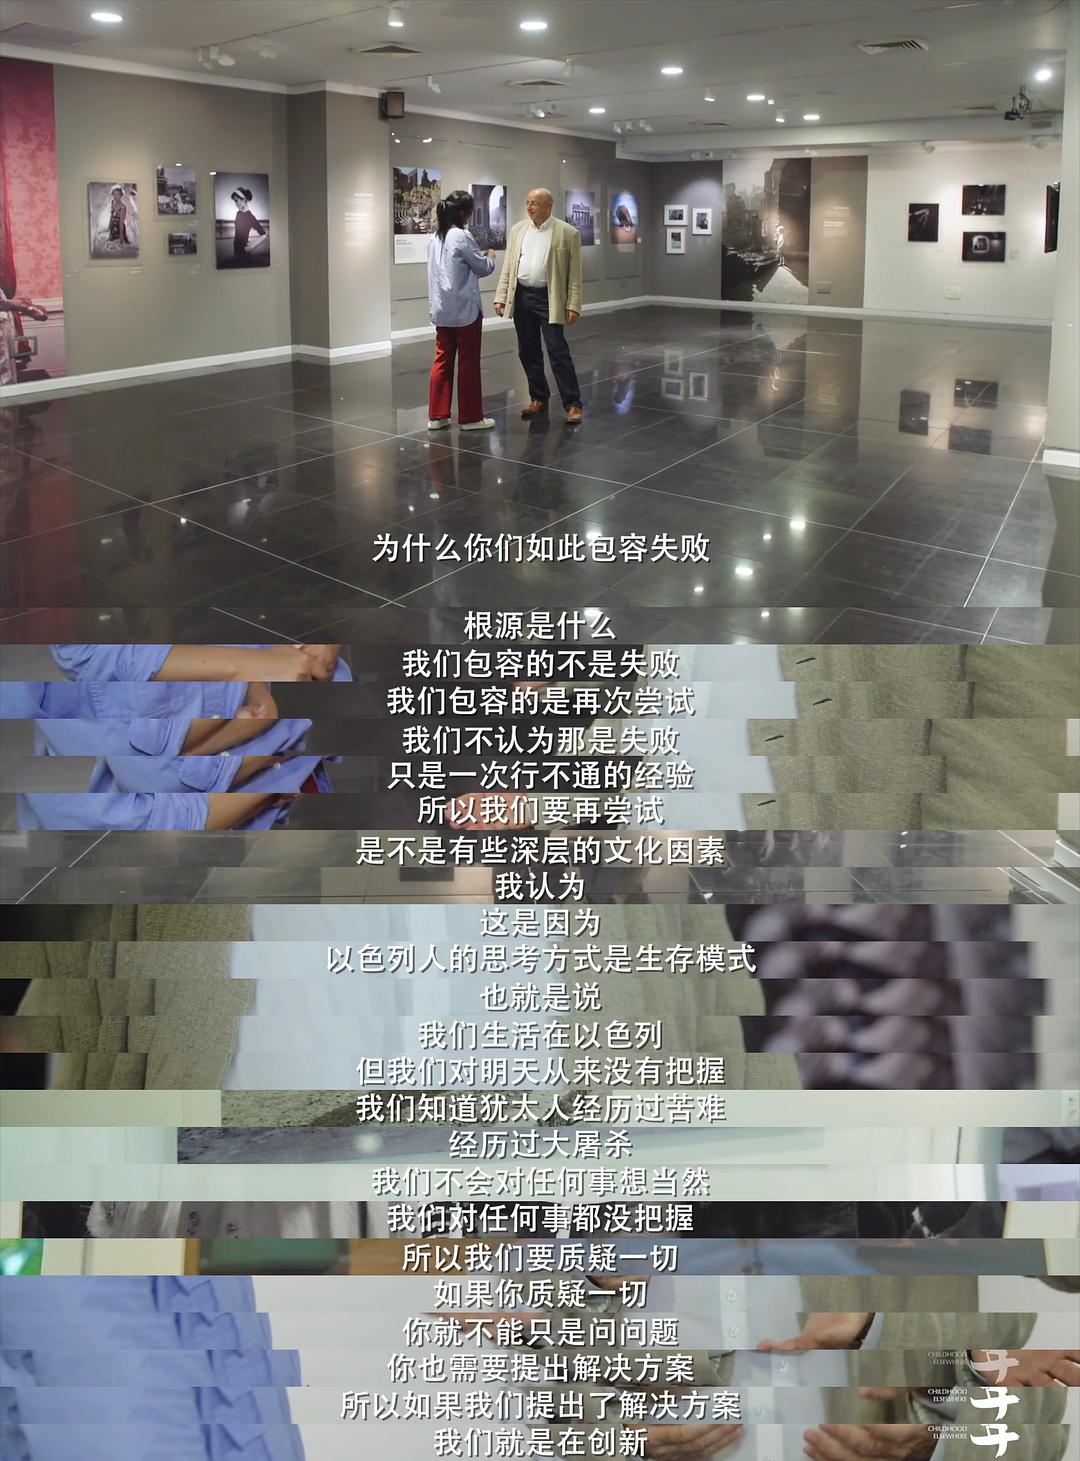 为什么你们如此包容失败
根源是什么
我们包容的不是失败
我们包容的是再次尝试
我们不认为那是失败
只是一次行不通的经验
所以我们要再尝试
是不是有些深层的文化因素
我认为
这是因为
以色列人的思考方式是生存模式
也就是说
我们生活在以色列
但我们对明天从来没有把握
我们知道犹太人经历过苦难
经历过大屠杀
我们不会对任何事想当然
我们对任何事都没把握
所以我们要质疑一切
如果你质疑一切
你就不能只是问问题
你也需要提出解决方案
CHILDHOOD
ELSEWHERE
所以如果我们提出了解决方案
CHILDHOOD
ELSEWHERE
我们就是在创新
CHILDHOOD
ELSEWHERE